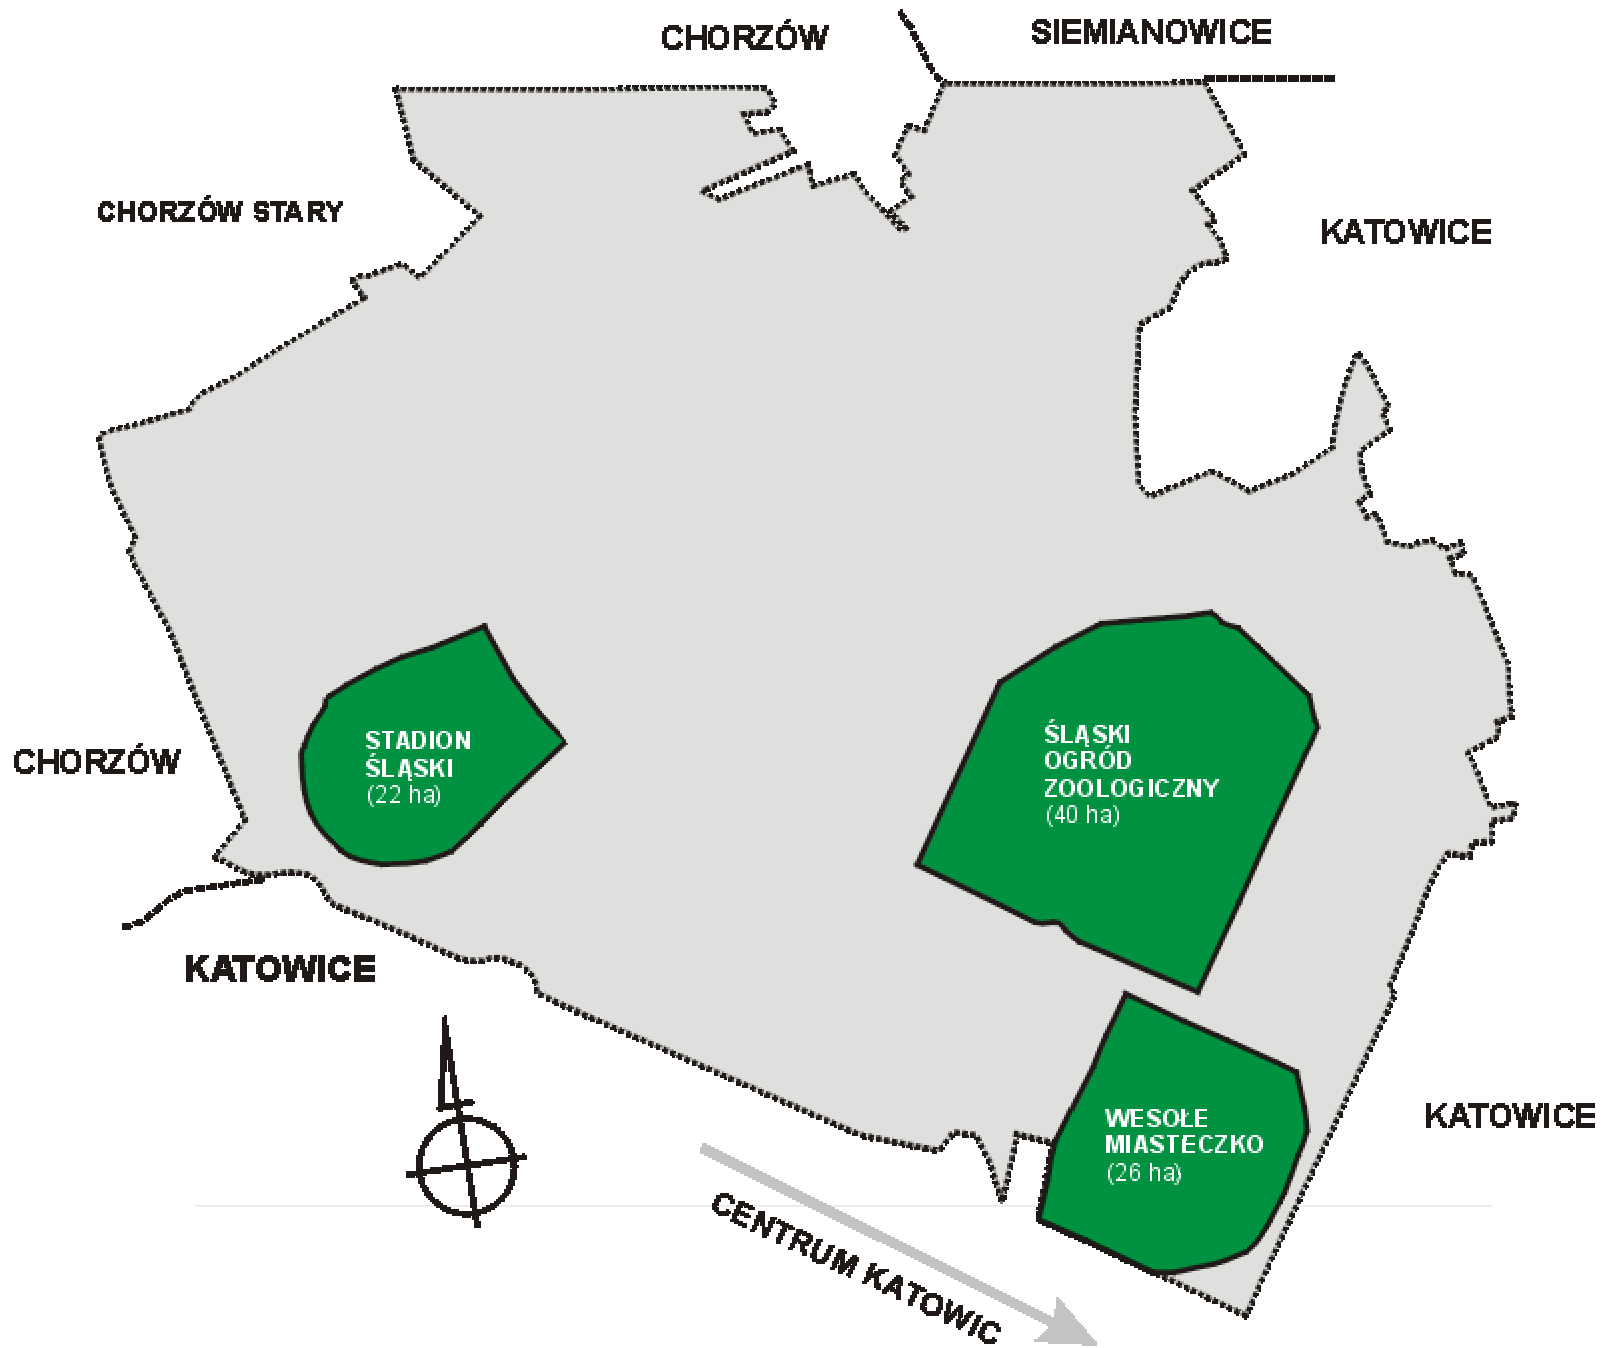 CHORZÓW
SIEMIANOWICE
CHORZÓW STARY
KATOWICE
STADION
ŚLĄSKI
(22 ha)
ŚLĄSKI
OGRÓD
ZOOLOGICZNY
(40 ha)
CHORZÓW
KATOWICE
WESOŁE
MIASTECZKO
(26 ha)
KATOWICE
CENTRUM KATOWIC